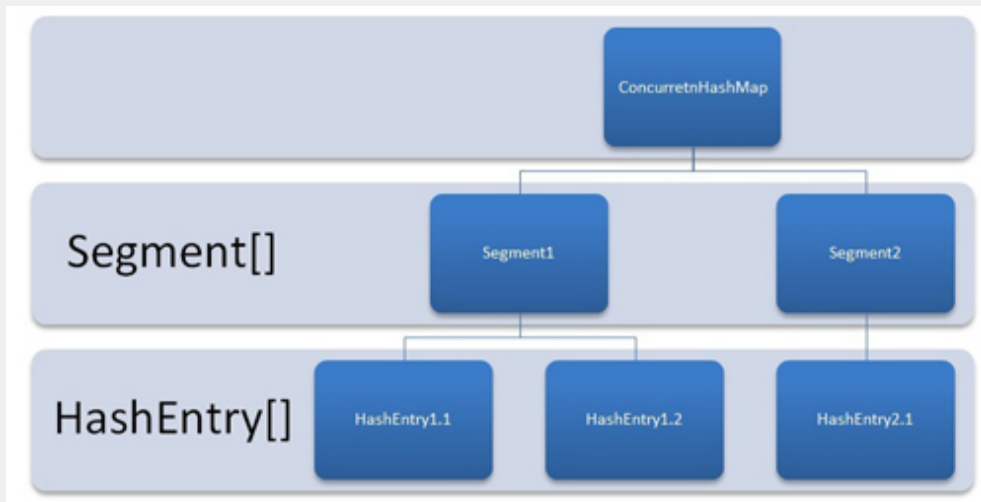 ConcurretnHashMap
Segment[]
Segment1
Segment2
HashEntry[]
HashEntry1.1
HashEntry1.2
HashEntry2.1